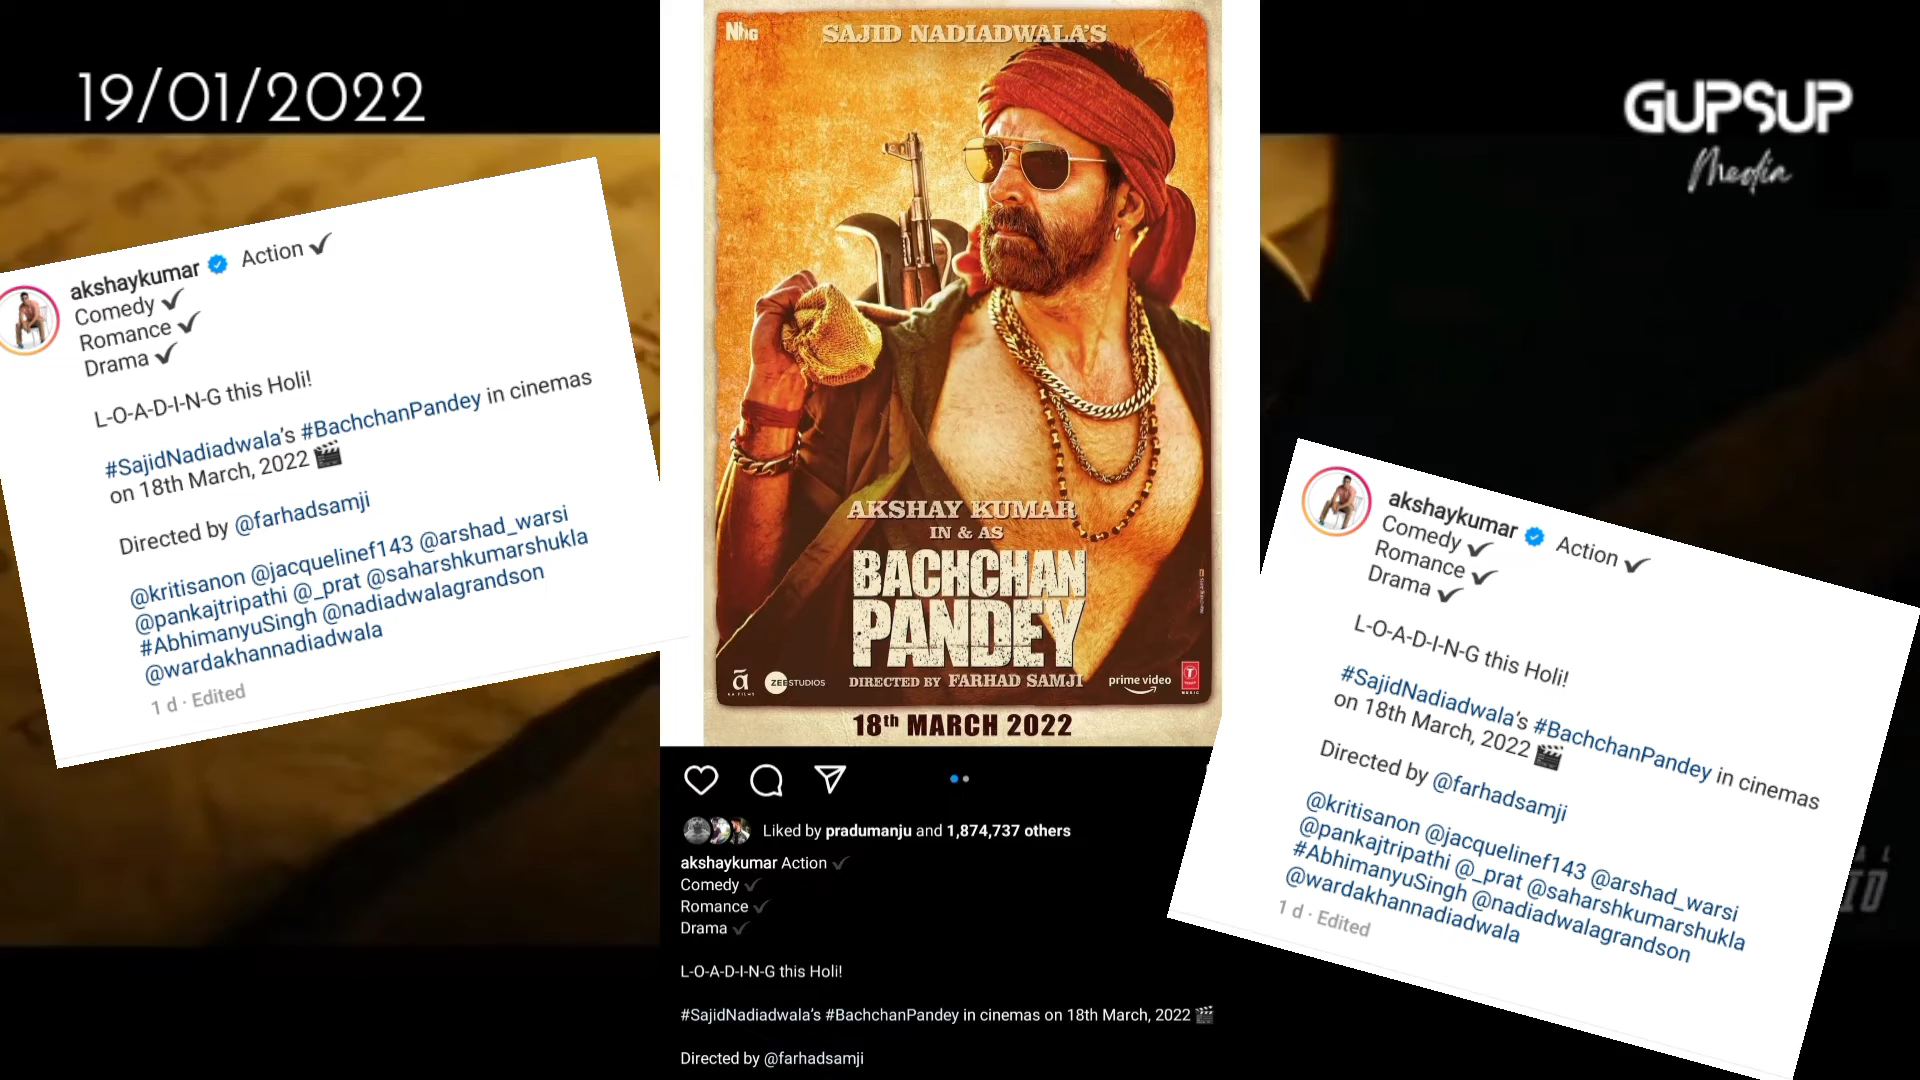 19/01/2022
GUPSUP
Media
akshaykumar Action ✓
Comedy ✓
Romance ✓
Drama ✓
L-O-A-D-I-N-G this Holi!
#SajidNadiadwala's #BachchanPandey in cinemas
on 18th March, 2022 🎬
Directed by @farhadsamji
@kritisanon @jacquelinef143 @arshad_warsi
@pankajtripathi @_prat @saharshkumarshukla
#AbhimanyuSingh @nadiadwalagrandson
@wardakhannadiadwala
1 d · Edited
NhG
SAJID NADIADWALA'S
AKSHAY KUMAR
IN & AS
BACHCHAN
PANDEY
ZEE STUDIOS
DIRECTED BY FARHAD SAMJI
prime video
18th MARCH 2022
Liked by pradumanju and 1,874,737 others
akshaykumar Action ✓
Comedy ✓
Romance ✓
Drama ✓
L-O-A-D-I-N-G this Holi!
#SajidNadiadwala's #BachchanPandey in cinemas on 18th March, 2022 🎬
Directed by @farhadsamji
akshaykumar Action ✓
Comedy ✓
Romance ✓
Drama ✓
L-O-A-D-I-N-G this Holi!
#SajidNadiadwala's #BachchanPandey in cinemas
on 18th March, 2022 🎬
Directed by @farhadsamji
@kritisanon @jacquelinef143 @arshad_warsi
@pankajtripathi @_prat @saharshkumarshukla
#AbhimanyuSingh @nadiadwalagrandson
@wardakhannadiadwala
1 d · Edited